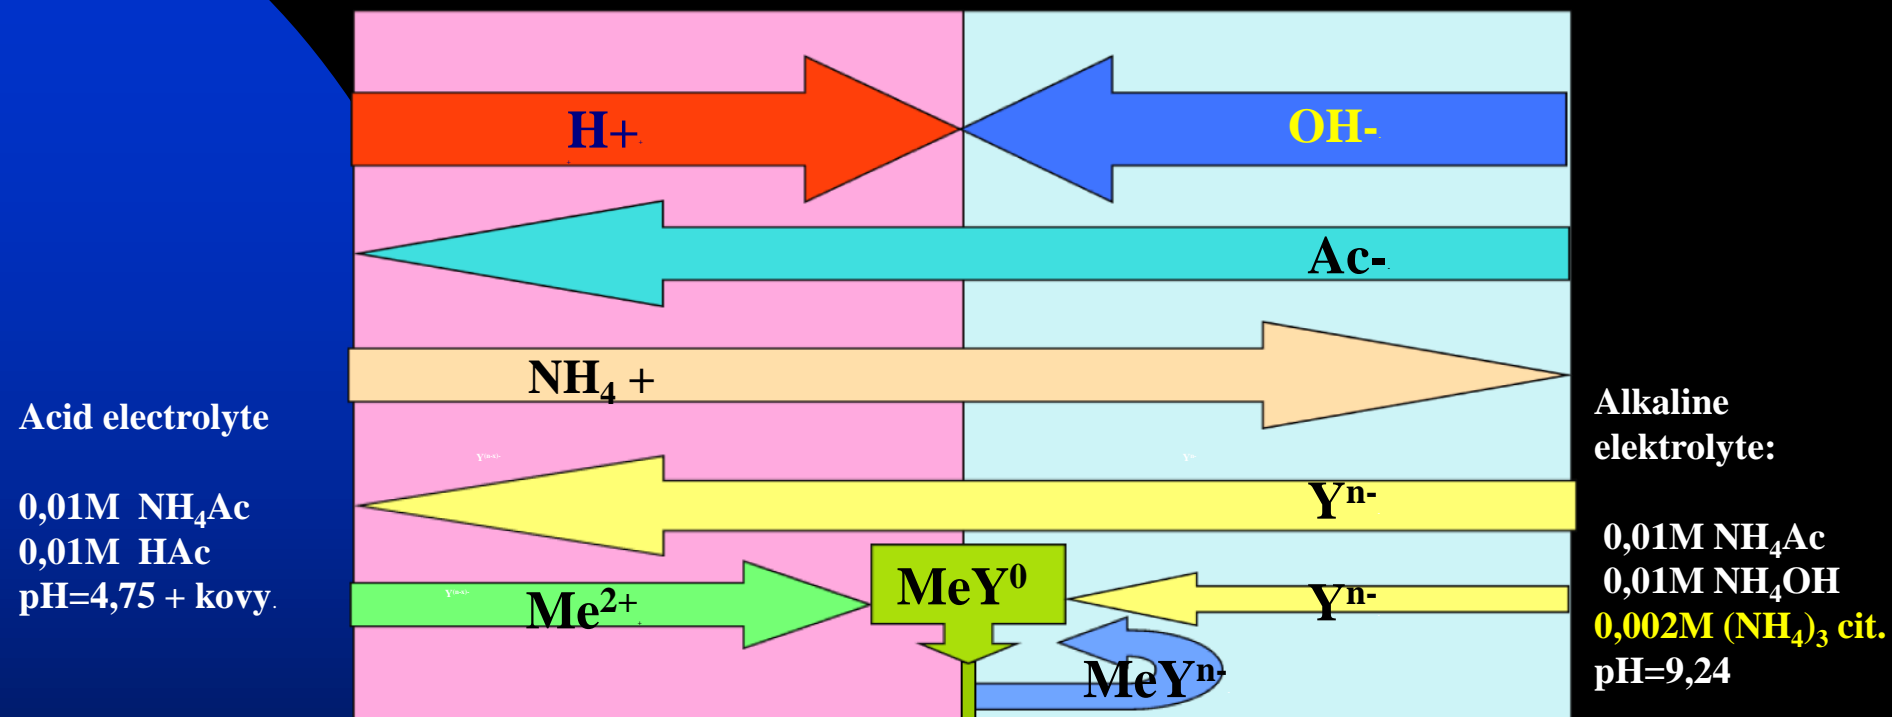 H+
OH-
Ac-
NH₄ +
Acid electrolyte
0,01M NH₄Ac
0,01M HAc
pH=4,75 + kovy.
Alkaline
elektrolyte:
0,01M NH₄Ac
0,01M NH₄OH
0,002M (NH₄)₃ cit.
pH=9,24
Yⁿ⁻
Yⁿ⁻
MeY⁰
Me²⁺
Yⁿ⁻
MeYⁿ⁻